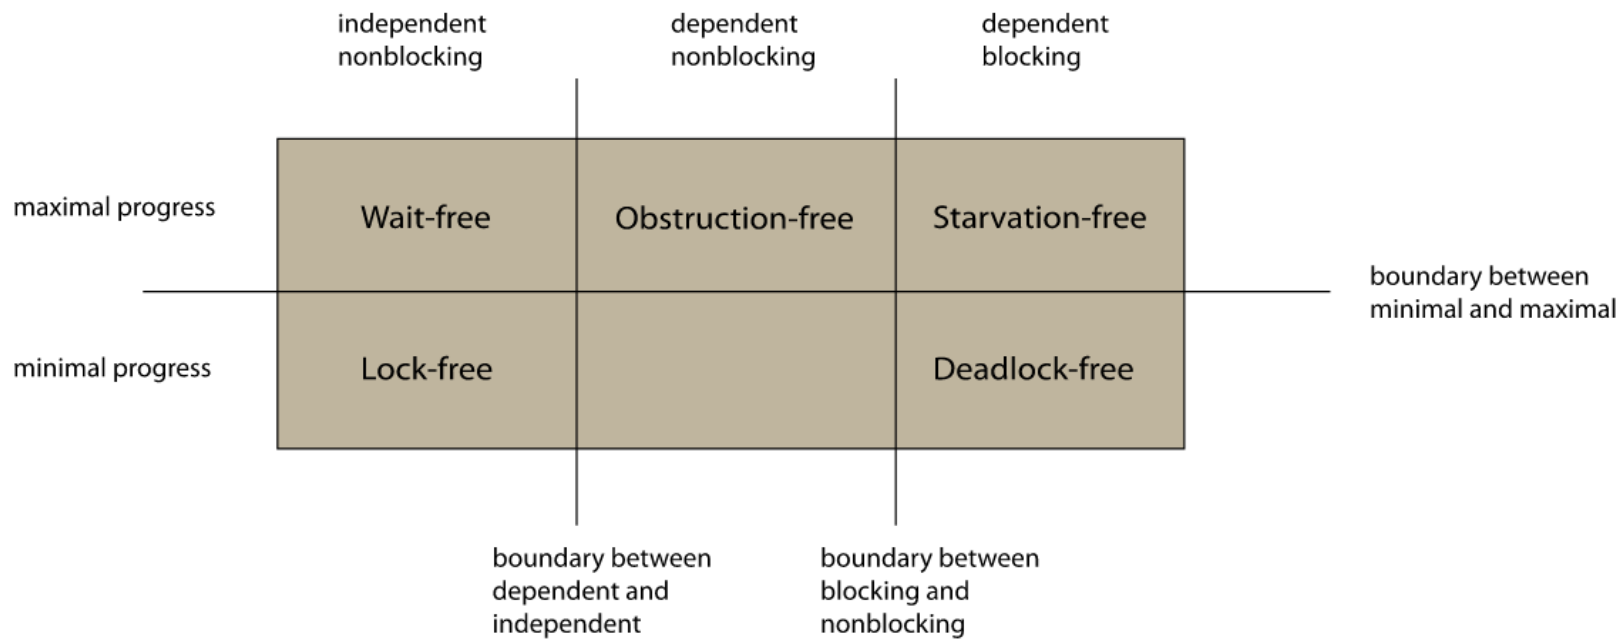 independent
nonblocking
dependent
nonblocking
dependent
blocking
maximal progress
Wait-free
Obstruction-free
Starvation-free
boundary between
minimal and maximal
minimal progress
Lock-free
Deadlock-free
boundary between
dependent and
independent
boundary between
blocking and
nonblocking